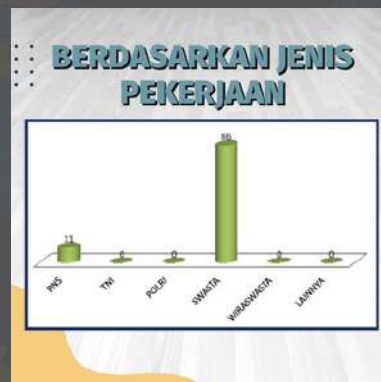 BERDASARKAN JENIS
PEKERJAAN
86
11
PNS
TNI
POLRI
SWASTA
WIRASWASTA
LAINNYA